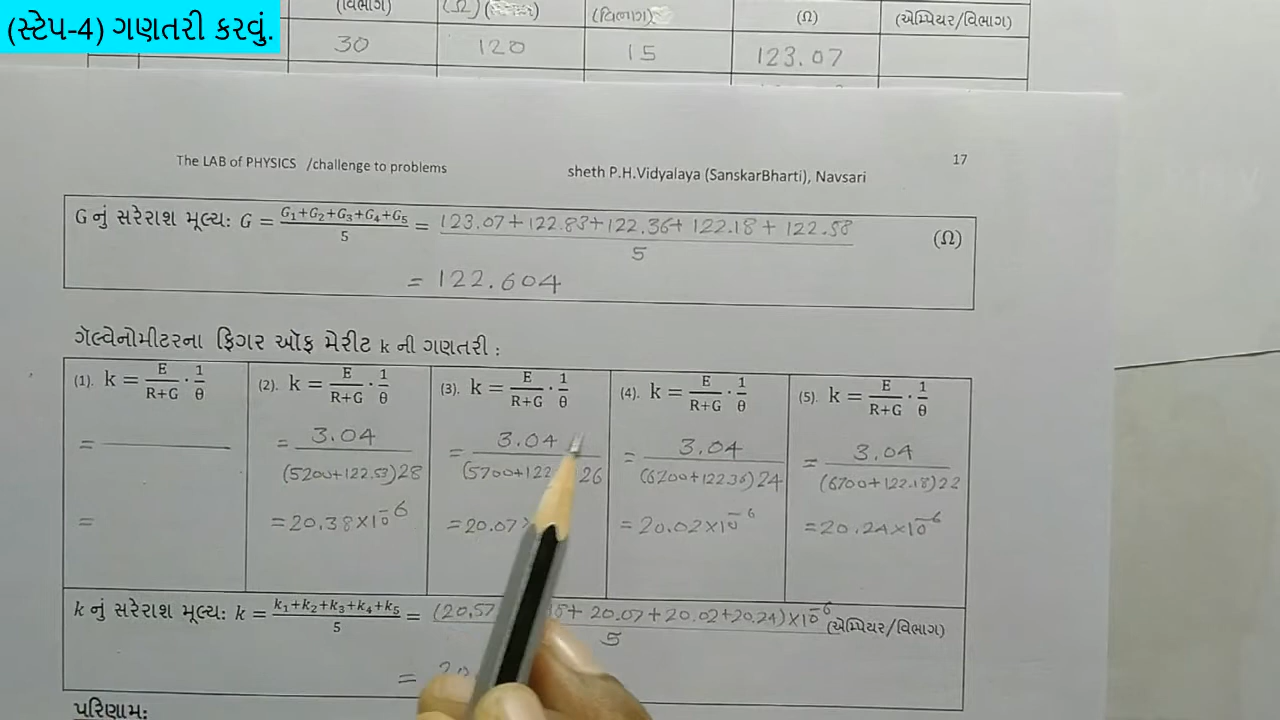 (સ્ટેપ-4) ગણતરી કરવું.
(વિભાગ) (Ω) (વિભાગ) (Ω) (એમ્પિયર/વિભાગ)
30 120 15 123.07
The LAB of PHYSICS /challenge to problems sheth P.H.Vidyalaya (SanskarBharti), Navsari 17
G નું સરેરાશ મૂલ્ય: G = (G₁+G₂+G₃+G₄+G₅)/5 = (123.07+122.83+122.36+122.18+122.58)/5 (Ω)
= 122.604
ગૅલ્વેનોમીટરના ફિગર ઑફ મેરીટ k ની ગણતરી :
(1). k = E/(R+G) · 1/θ (2). k = E/(R+G) · 1/θ (3). k = E/(R+G) · 1/θ (4). k = E/(R+G) · 1/θ (5). k = E/(R+G) · 1/θ
= = 3.04/(5200+122.53)28 = 3.04/(5700+122 26 = 3.04/(6200+122.36)24 = 3.04/(6700+122.18)22
= = 20.38×10⁻⁶ = 20.07 = 20.02×10⁻⁶ = 20.24×10⁻⁶
k નું સરેરાશ મૂલ્ય: k = (k₁+k₂+k₃+k₄+k₅)/5 = (20.57 + 20.07+20.02+20.24)×10⁻⁶/5 (એમ્પિયર/વિભાગ)
=
પરિણામ: